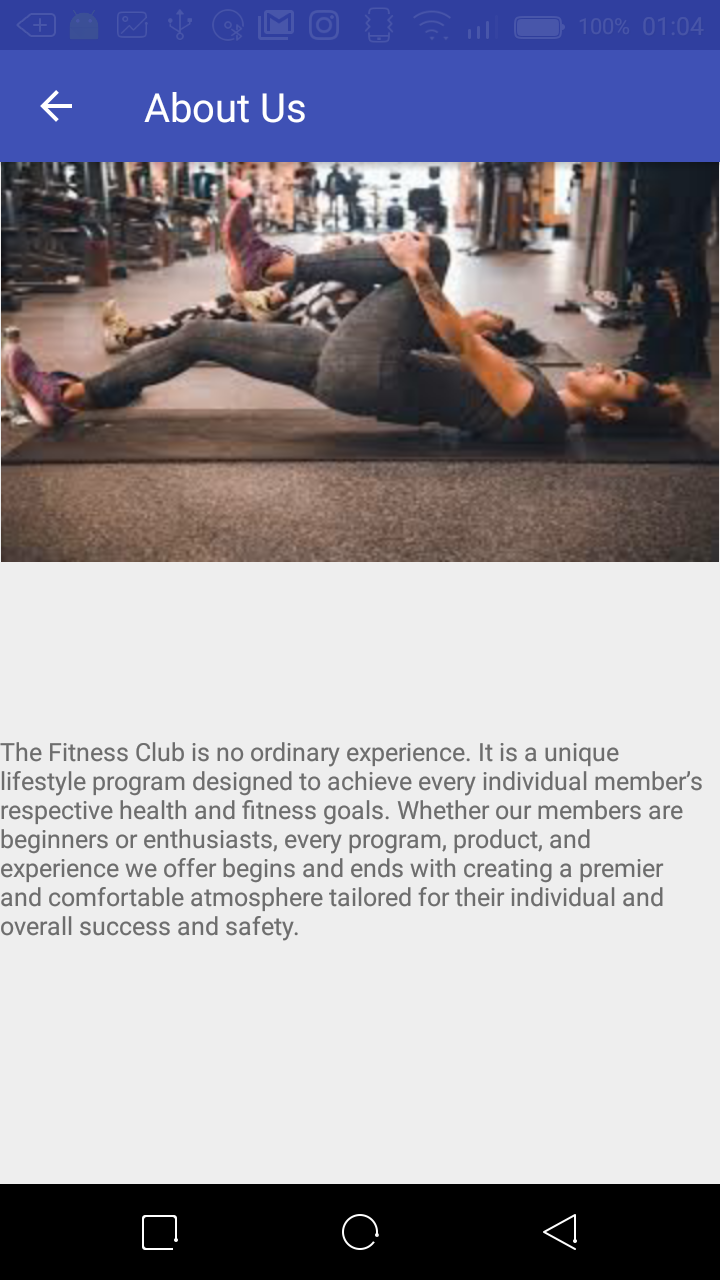 100% 01:04
About Us
The Fitness Club is no ordinary experience. It is a unique
lifestyle program designed to achieve every individual member’s
respective health and fitness goals. Whether our members are
beginners or enthusiasts, every program, product, and
experience we offer begins and ends with creating a premier
and comfortable atmosphere tailored for their individual and
overall success and safety.